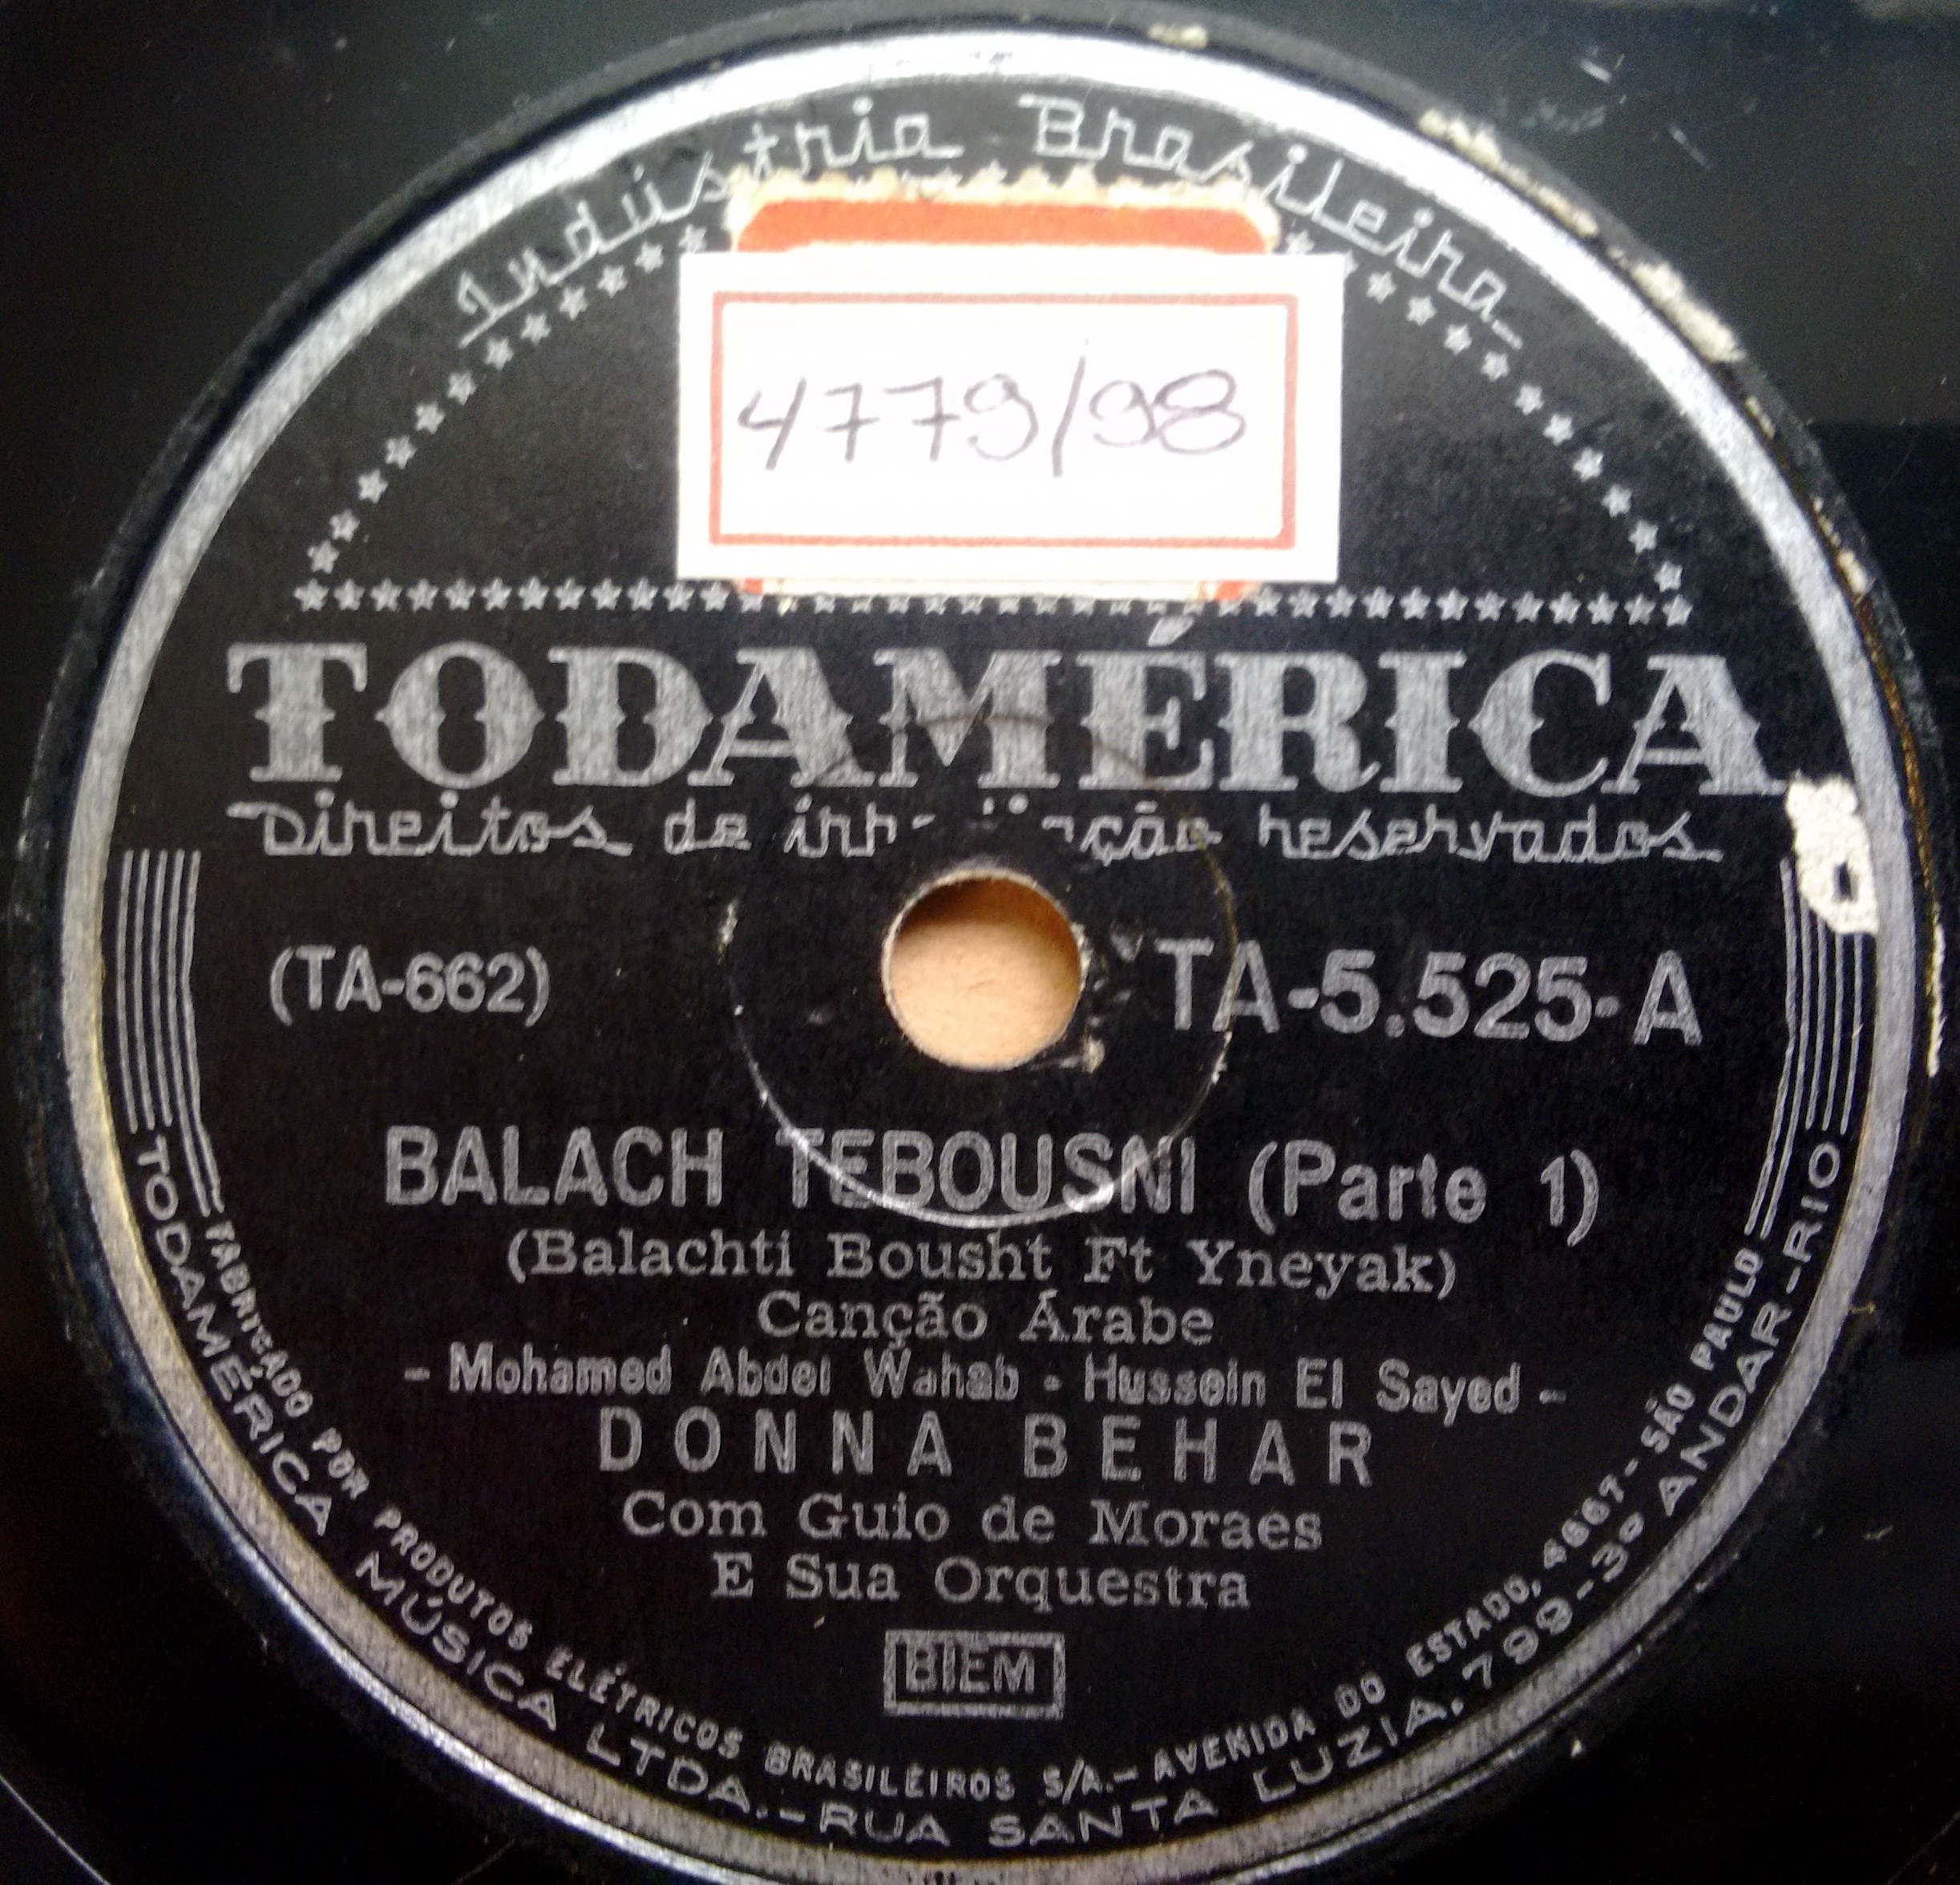 Indústria Brasileira
4779/98
TODAMÉRICA
Direitos de reservados
(TA-662)
TA-5.525-A
BALACH TEBOUSNI (Parte 1)
(Balachti Bousht Ft Yneyak)
Canção Árabe
- Mohamed Abdel Wahab - Hussein El Sayed -
DONNA BEHAR
Com Guio de Moraes
E Sua Orquestra
BIEM
FABRICADO POR PRODUTOS ELÉTRICOS BRASILEIROS S/A.- AVENIDA DO ESTADO, 4667- SÃO PAULO
TODAMÉRICA MÚSICA LTDA.-RUA SANTA LUZIA, 799-3º ANDAR-RIO